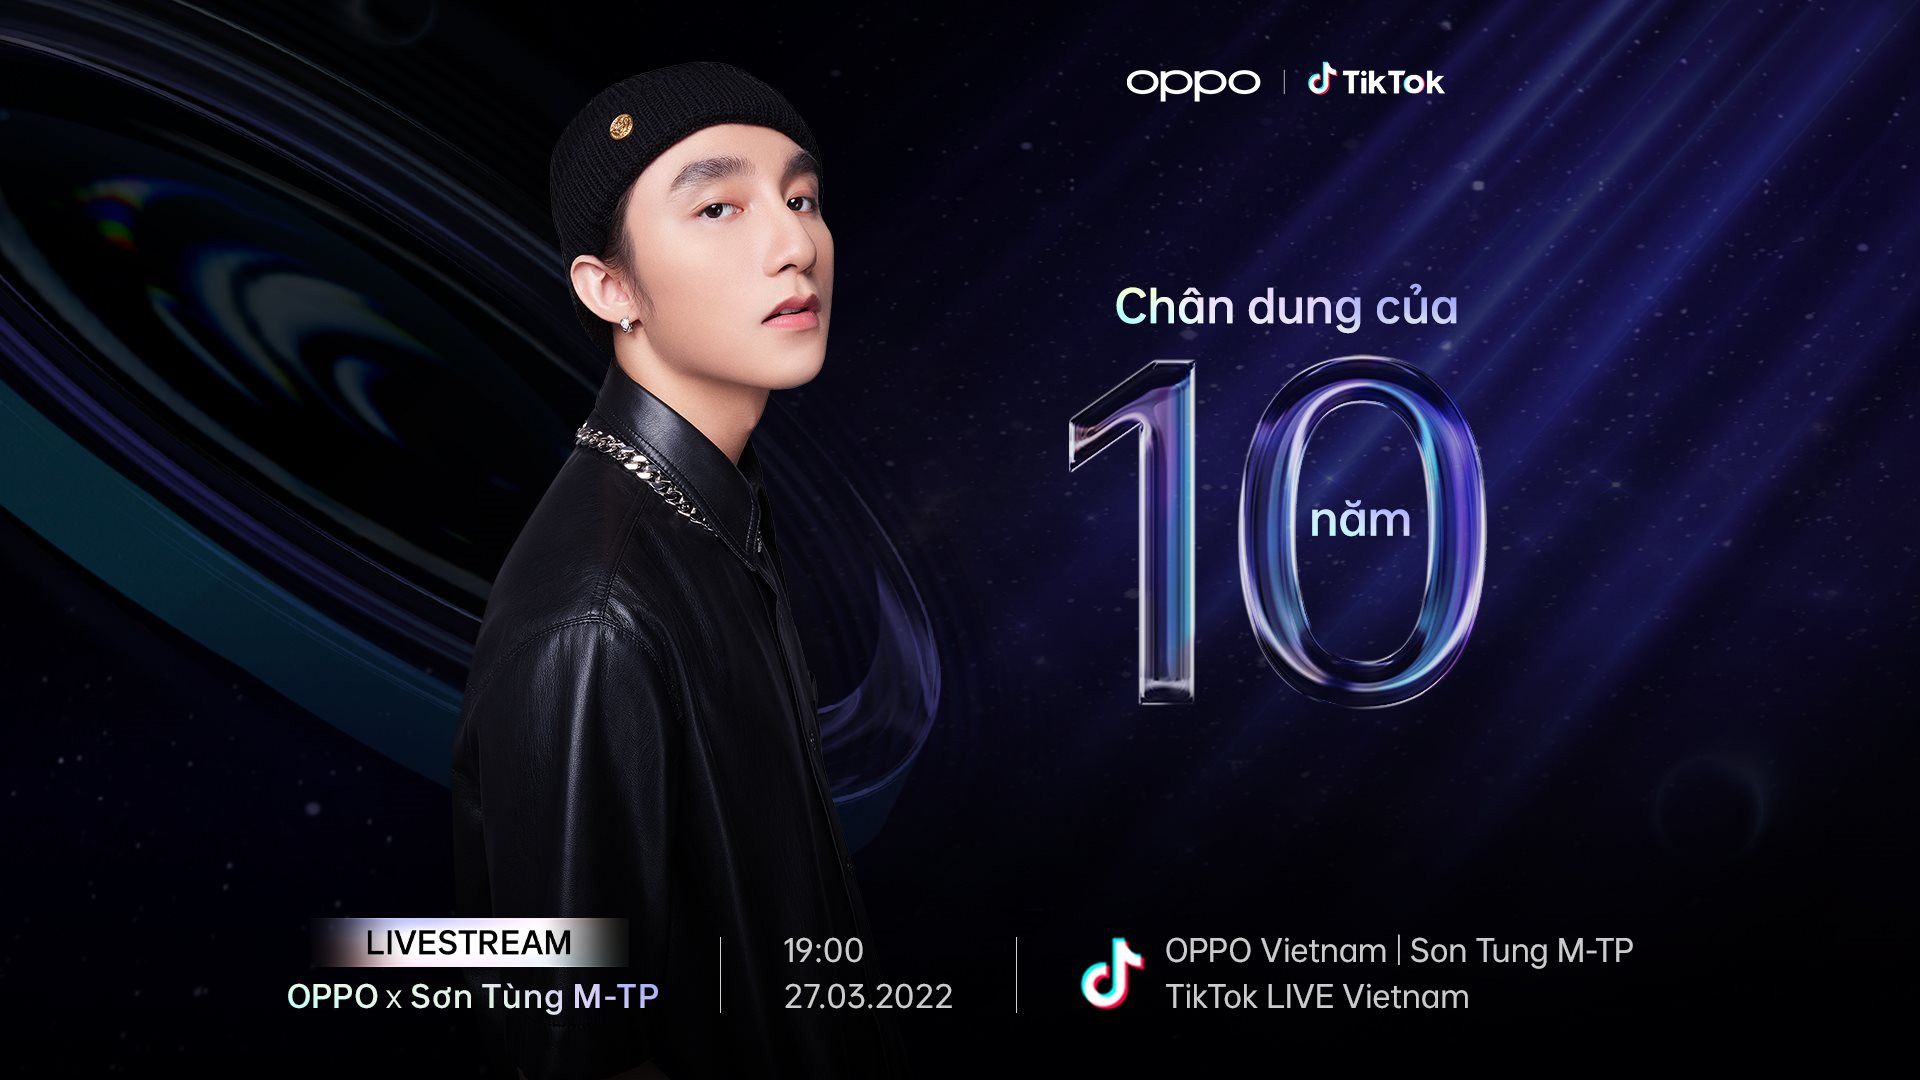 oppo | TikTok
Chân dung của
10
năm
LIVESTREAM
OPPO x Sơn Tùng M-TP
19:00
27.03.2022
OPPO Vietnam | Son Tung M-TP
TikTok LIVE Vietnam